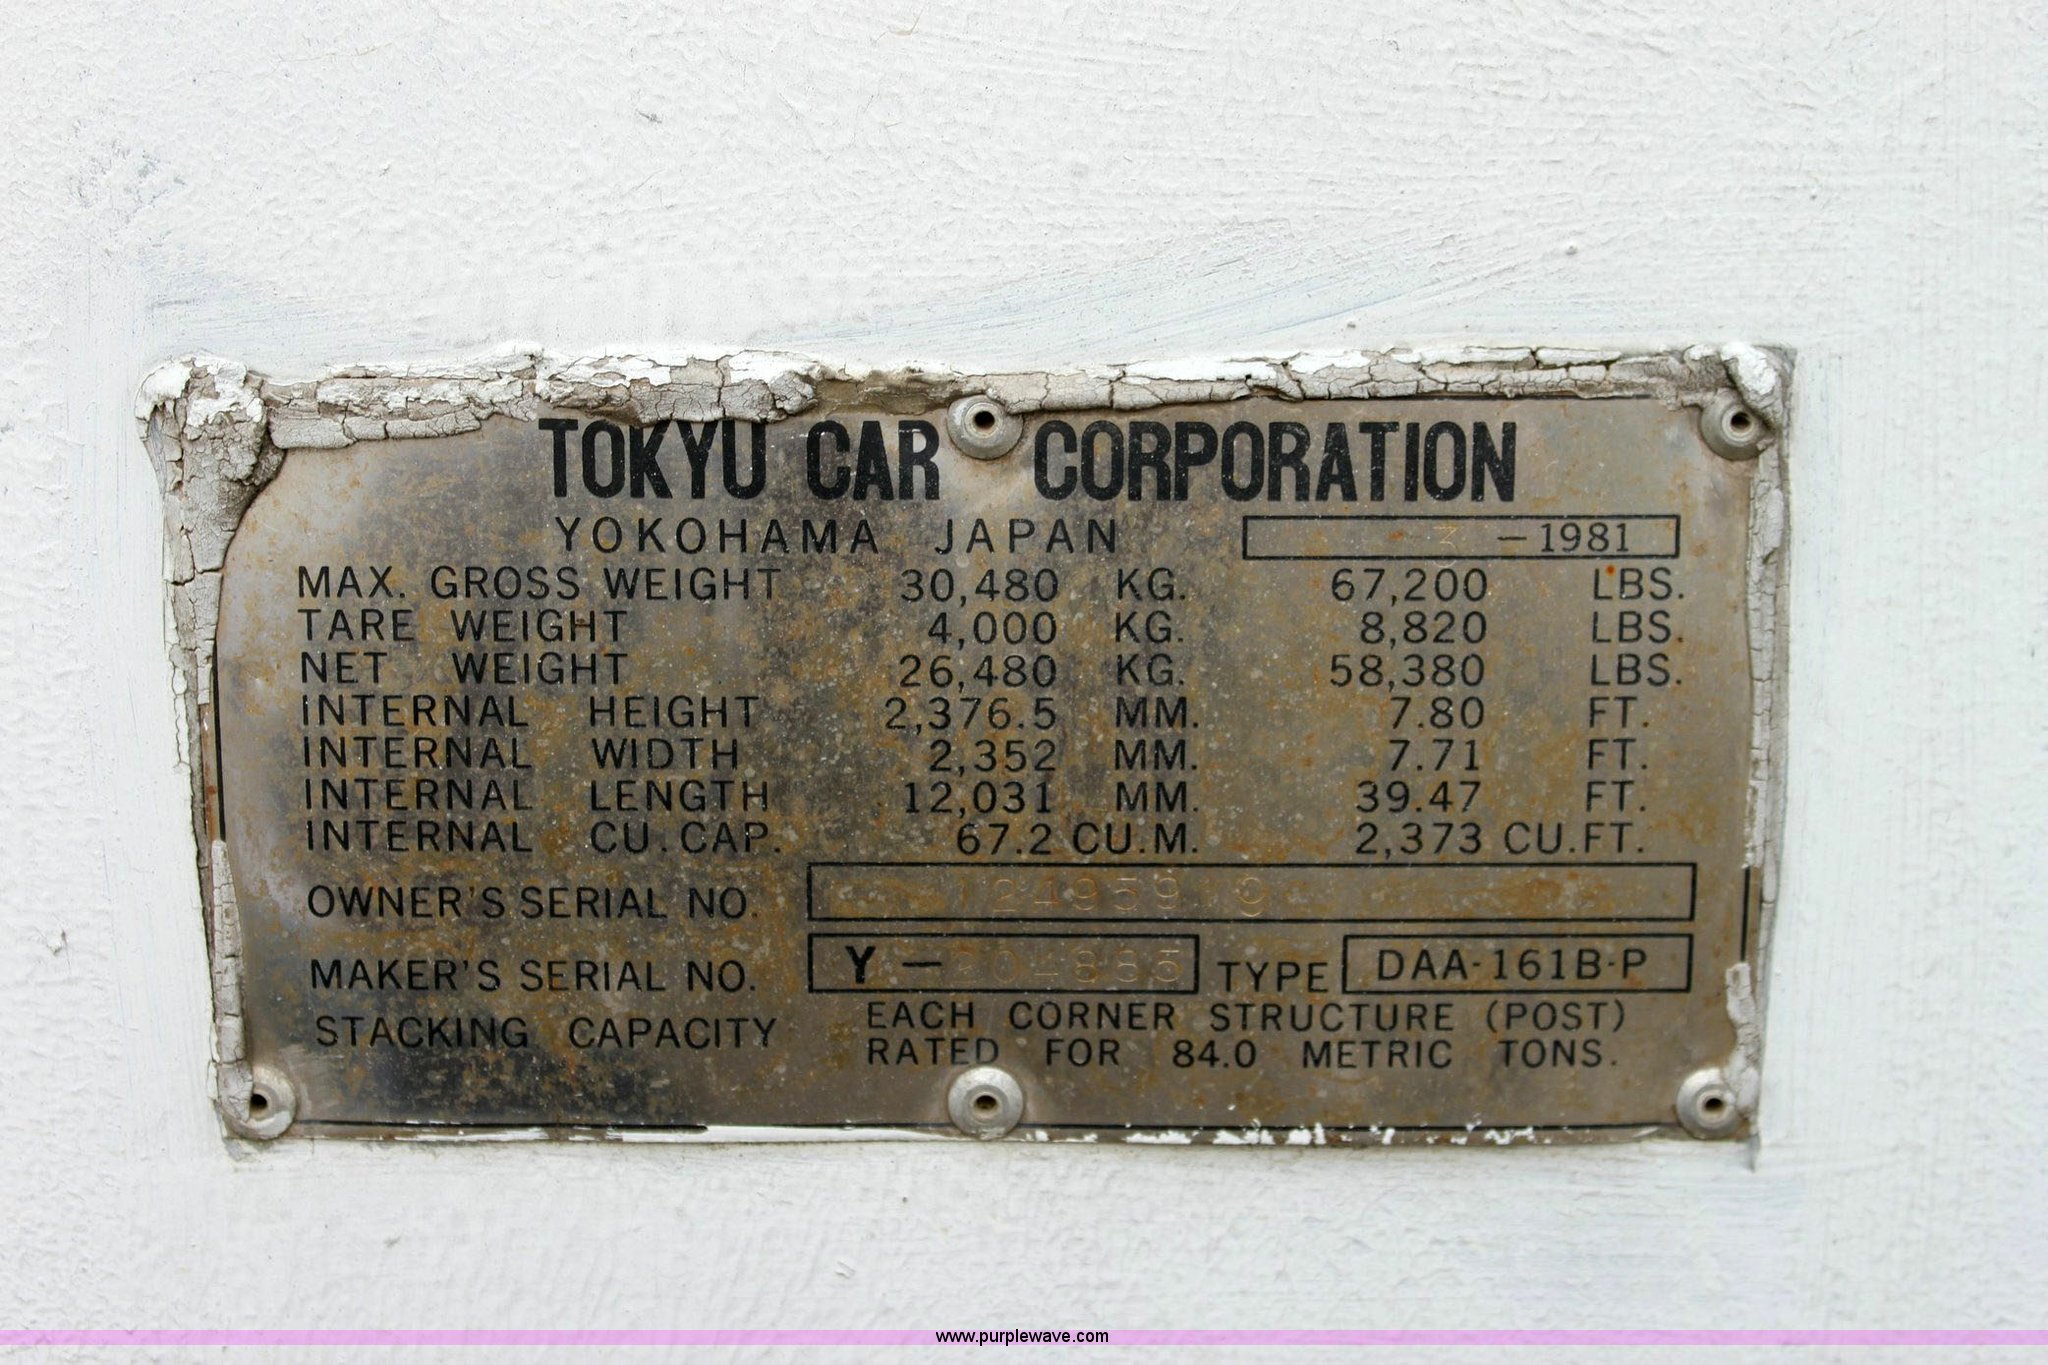 TOKYU CAR CORPORATION
YOKOHAMA JAPAN 3 -1981
MAX. GROSS WEIGHT 30,480 KG. 67,200 LBS.
TARE WEIGHT 4,000 KG. 8,820 LBS.
NET WEIGHT 26,480 KG. 58,380 LBS.
INTERNAL HEIGHT 2,376.5 MM. 7.80 FT.
INTERNAL WIDTH 2,352 MM. 7.71 FT.
INTERNAL LENGTH 12,031 MM. 39.47 FT.
INTERNAL CU.CAP. 67.2 CU.M. 2,373 CU.FT.
OWNER'S SERIAL NO.
MAKER'S SERIAL NO. Y- TYPE DAA-161B-P
STACKING CAPACITY EACH CORNER STRUCTURE (POST)
RATED FOR 84.0 METRIC TONS.
www.purplewave.com